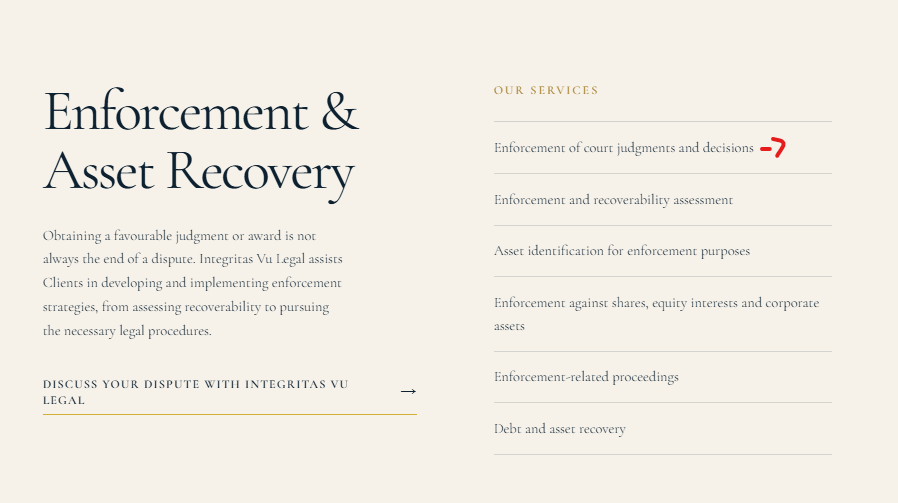 Enforcement &
Asset Recovery
Obtaining a favourable judgment or award is not
always the end of a dispute. Integritas Vu Legal assists
Clients in developing and implementing enforcement
strategies, from assessing recoverability to pursuing
the necessary legal procedures.
DISCUSS YOUR DISPUTE WITH INTEGRITAS VU
LEGAL →
OUR SERVICES
Enforcement of court judgments and decisions
Enforcement and recoverability assessment
Asset identification for enforcement purposes
Enforcement against shares, equity interests and corporate
assets
Enforcement-related proceedings
Debt and asset recovery